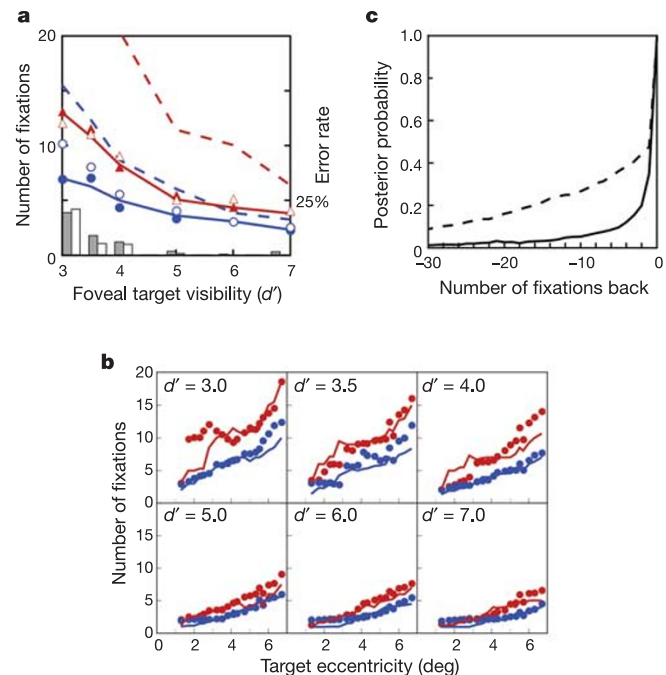 a
20
10
0
Number of fixations
Error rate
25%
3 4 5 6 7
Foveal target visibility (d′)
c
1.0
0.8
0.6
0.4
0.2
0
Posterior probability
−30 −20 −10 0
Number of fixations back
b
20
15
10
5
0
15
10
5
0
Number of fixations
d′ = 3.0 d′ = 3.5 d′ = 4.0
d′ = 5.0 d′ = 6.0 d′ = 7.0
0 2 4 6 2 4 6 2 4 6
Target eccentricity (deg)